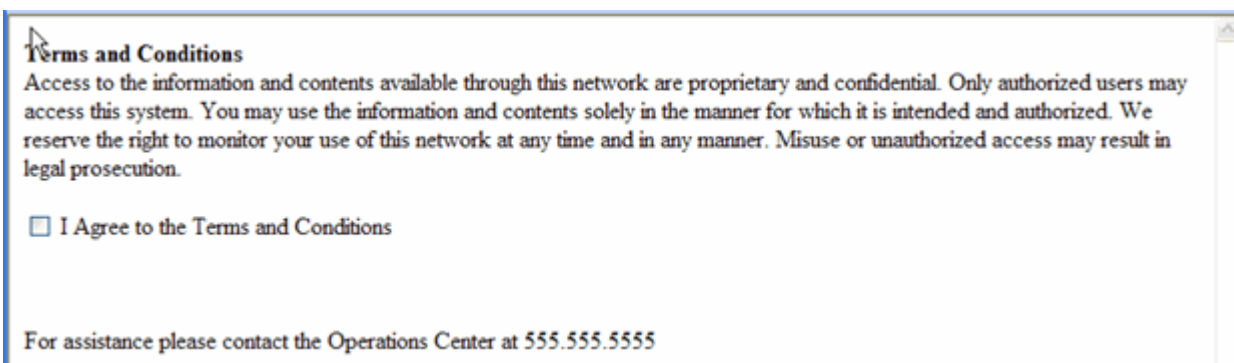 Terms and Conditions
Access to the information and contents available through this network are proprietary and confidential. Only authorized users may
access this system. You may use the information and contents solely in the manner for which it is intended and authorized. We
reserve the right to monitor your use of this network at any time and in any manner. Misuse or unauthorized access may result in
legal prosecution.
I Agree to the Terms and Conditions
For assistance please contact the Operations Center at 555.555.5555